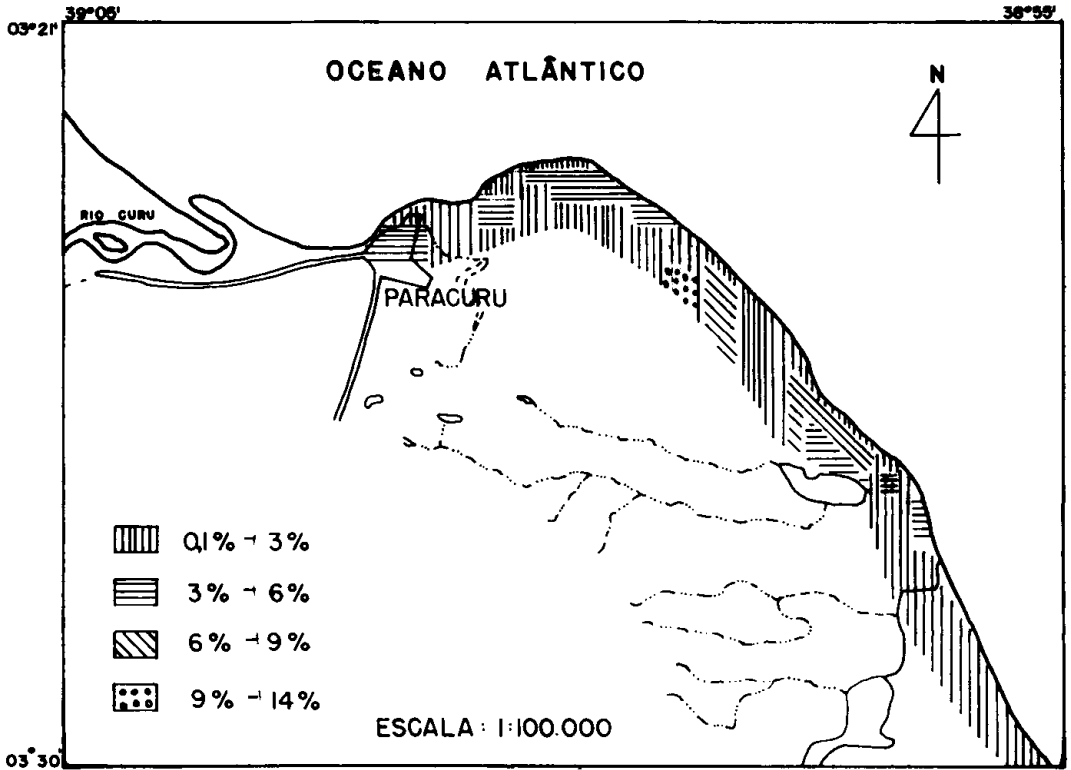 39°05' 38°55'
03°21'
OCEANO ATLÂNTICO
N
RIO CURU
PARACURU
0,1% ⊣ 3%
3% ⊣ 6%
6% ⊣ 9%
9% ⊣ 14%
ESCALA : 1:100.000
03°30'